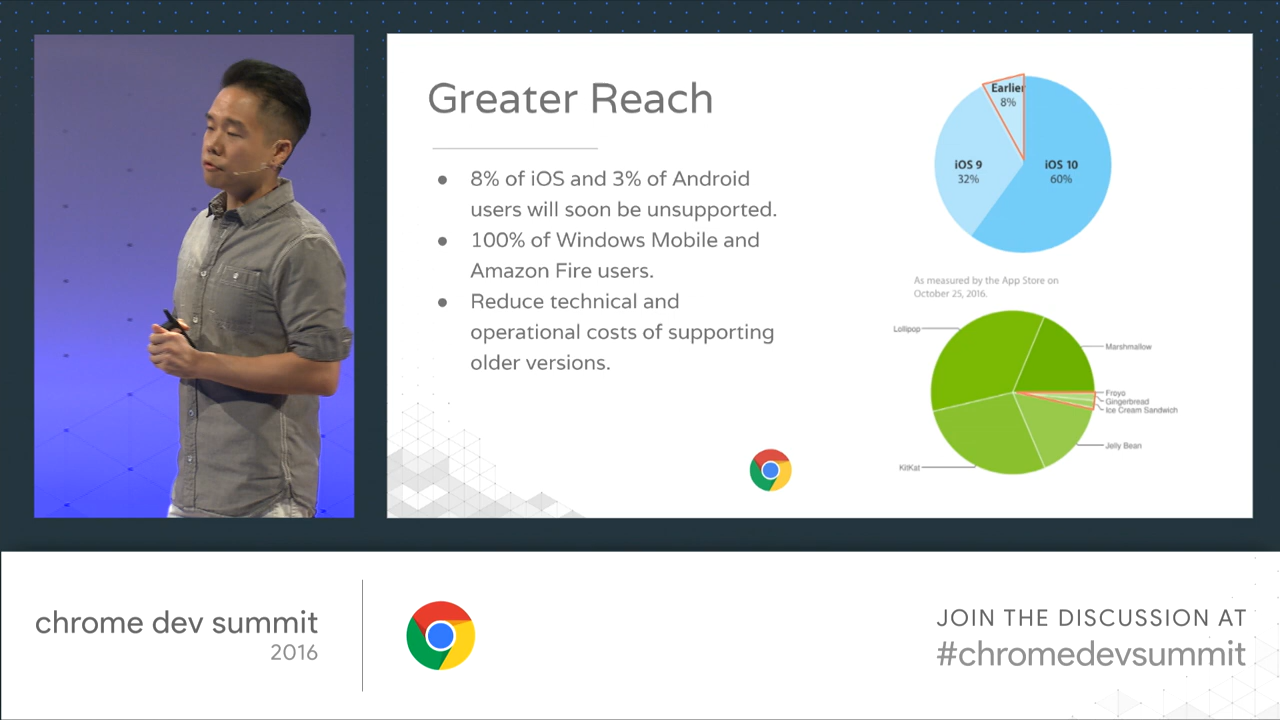 Greater Reach
● 8% of iOS and 3% of Android
users will soon be unsupported.
● 100% of Windows Mobile and
Amazon Fire users.
● Reduce technical and
operational costs of supporting
older versions.
Earlier
8%
iOS 9
32%
iOS 10
60%
As measured by the App Store on
October 25, 2016.
Lollipop
Marshmallow
Froyo
Gingerbread
Ice Cream Sandwich
Jelly Bean
KitKat
chrome dev summit
2016
JOIN THE DISCUSSION AT
#chromedevsummit